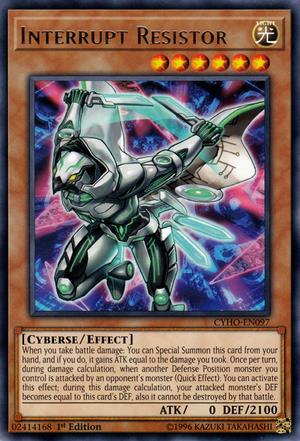 INTERRUPT RESISTOR
LIGHT
光
CYHO-EN097
[CYBERSE/EFFECT]
When you take battle damage: You can Special Summon this card from your
hand, and if you do, it gains ATK equal to the damage you took. Once per turn,
during damage calculation, when another Defense Position monster you
control is attacked by an opponent's monster (Quick Effect): You can activate
this effect; during this damage calculation, your attacked monster's DEF
becomes equal to this card's DEF, also it cannot be destroyed by that battle.
ATK/ 0 DEF/2100
02414168 1st Edition ©1996 KAZUKI TAKAHASHI